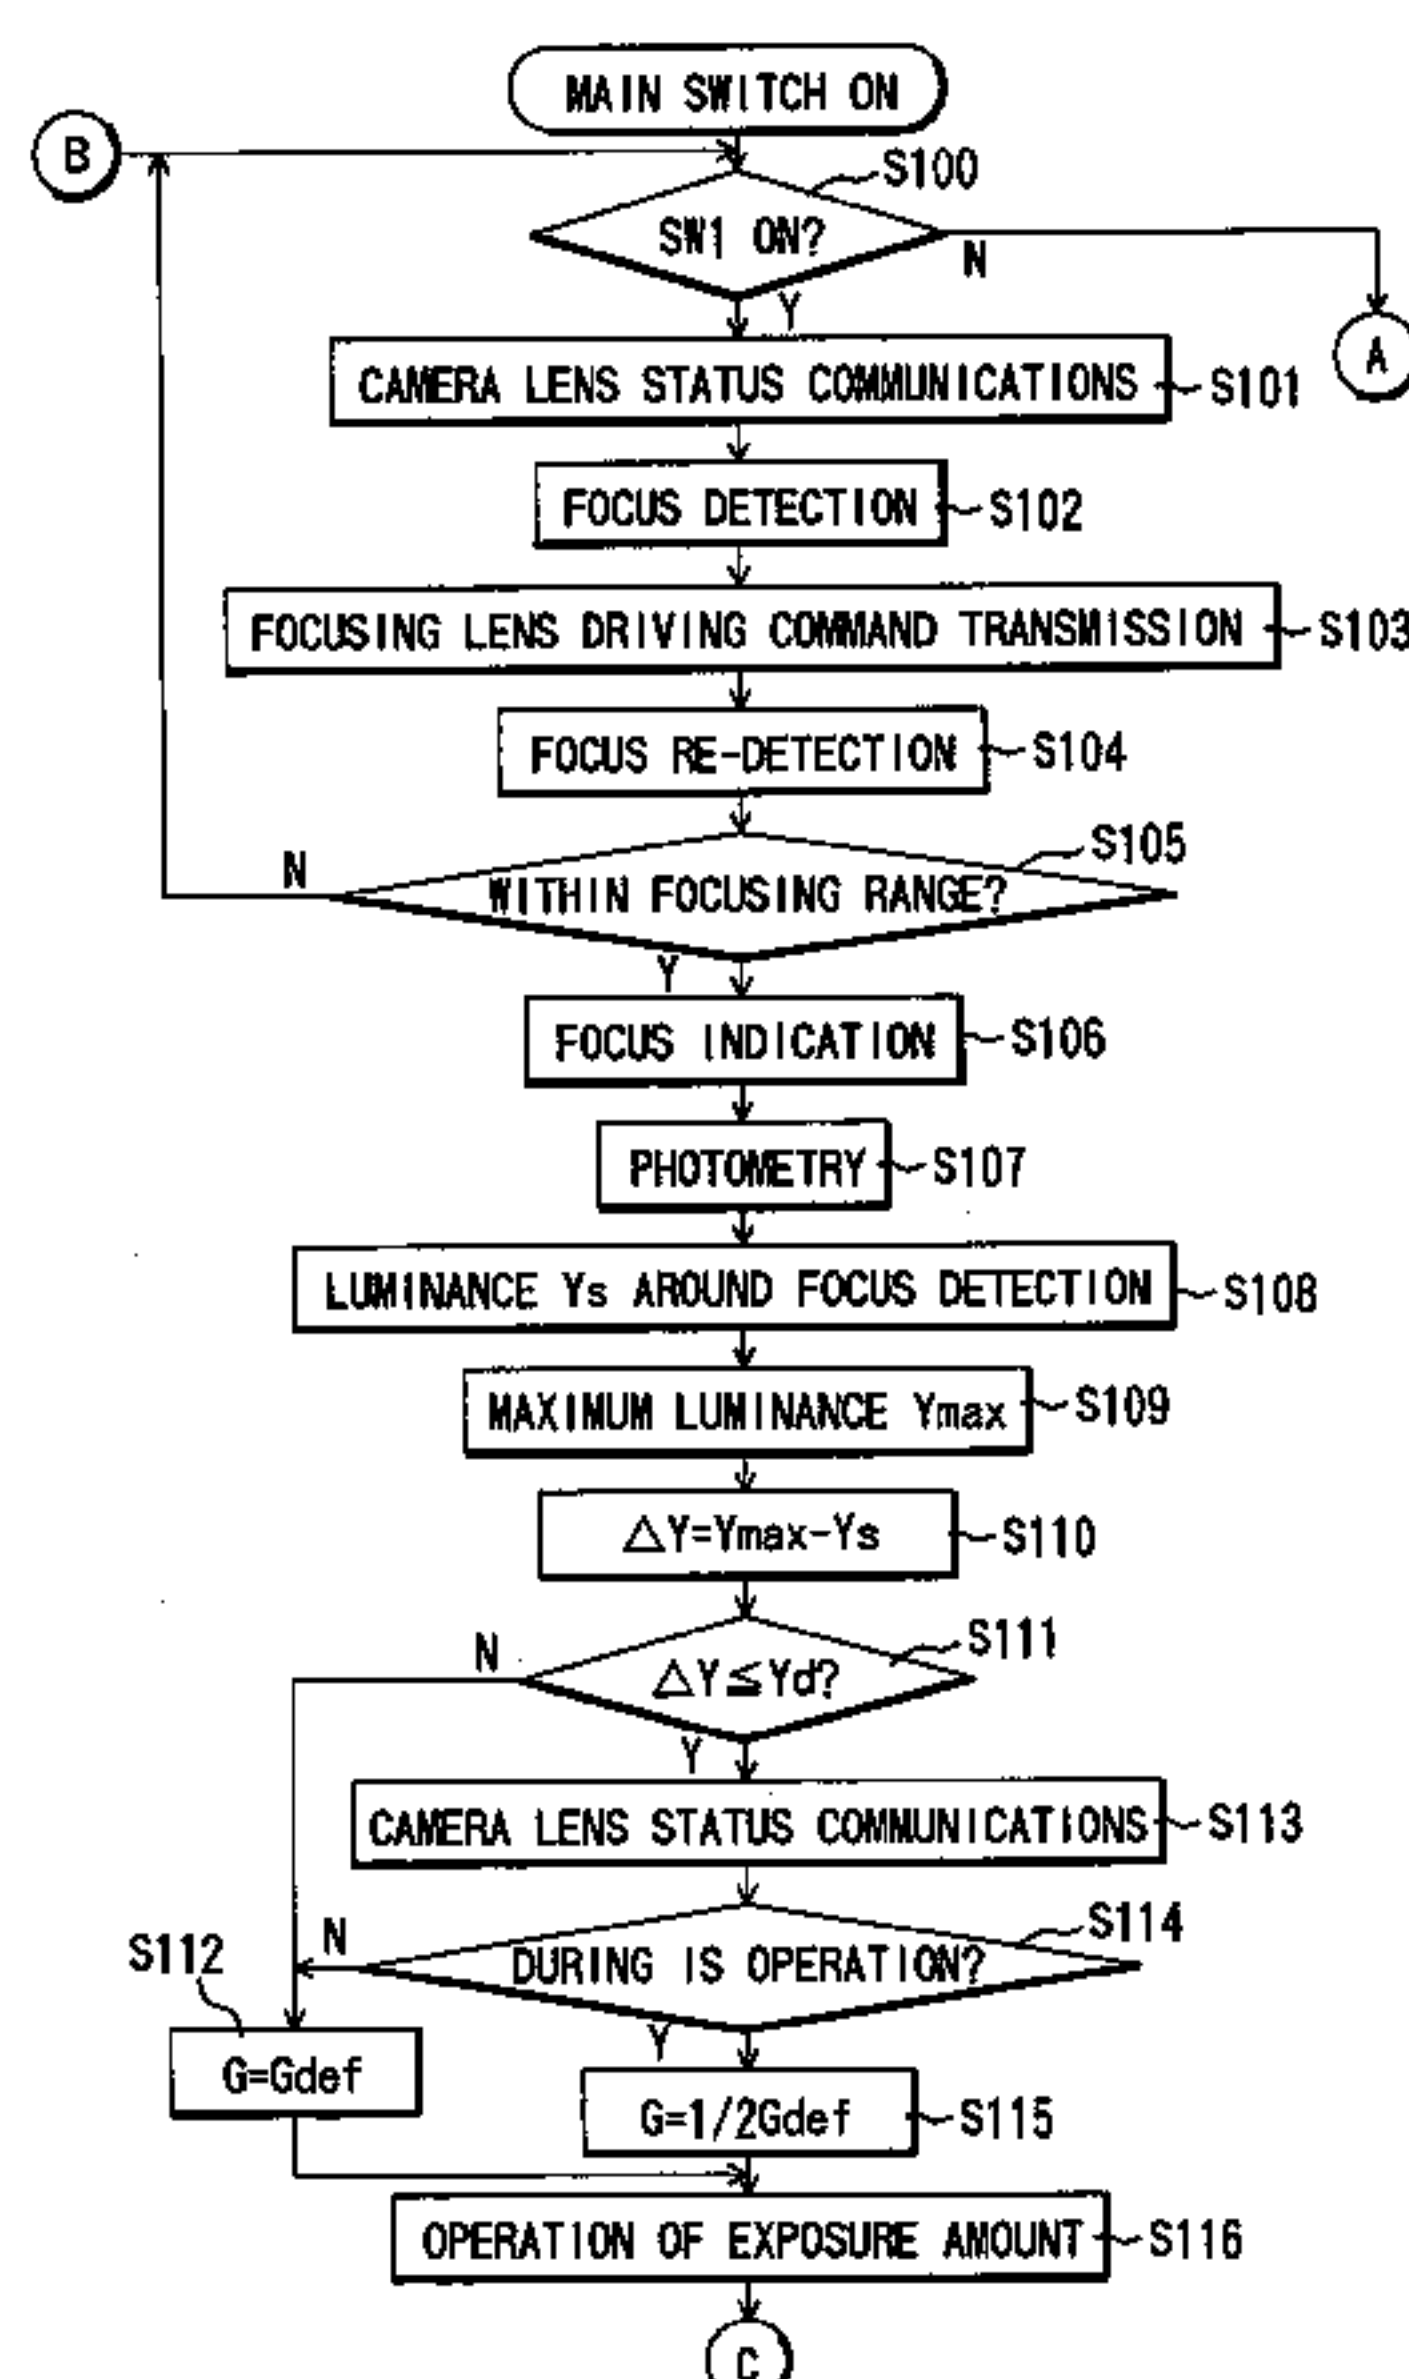 MAIN SWITCH ON
B
S100
SW1 ON?
N
Y
A
CAMERA LENS STATUS COMMUNICATIONS
S101
FOCUS DETECTION
S102
FOCUSING LENS DRIVING COMMAND TRANSMISSION
S103
FOCUS RE-DETECTION
S104
S105
N
WITHIN FOCUSING RANGE?
Y
FOCUS INDICATION
S106
PHOTOMETRY
S107
LUMINANCE Ys AROUND FOCUS DETECTION
S108
MAXIMUM LUMINANCE Ymax
S109
△Y=Ymax-Ys
S110
S111
N
△Y≦Yd?
Y
CAMERA LENS STATUS COMMUNICATIONS
S113
S114
N
S112
DURING IS OPERATION?
Y
G=Gdef
G=1/2Gdef
S115
OPERATION OF EXPOSURE AMOUNT
S116
C